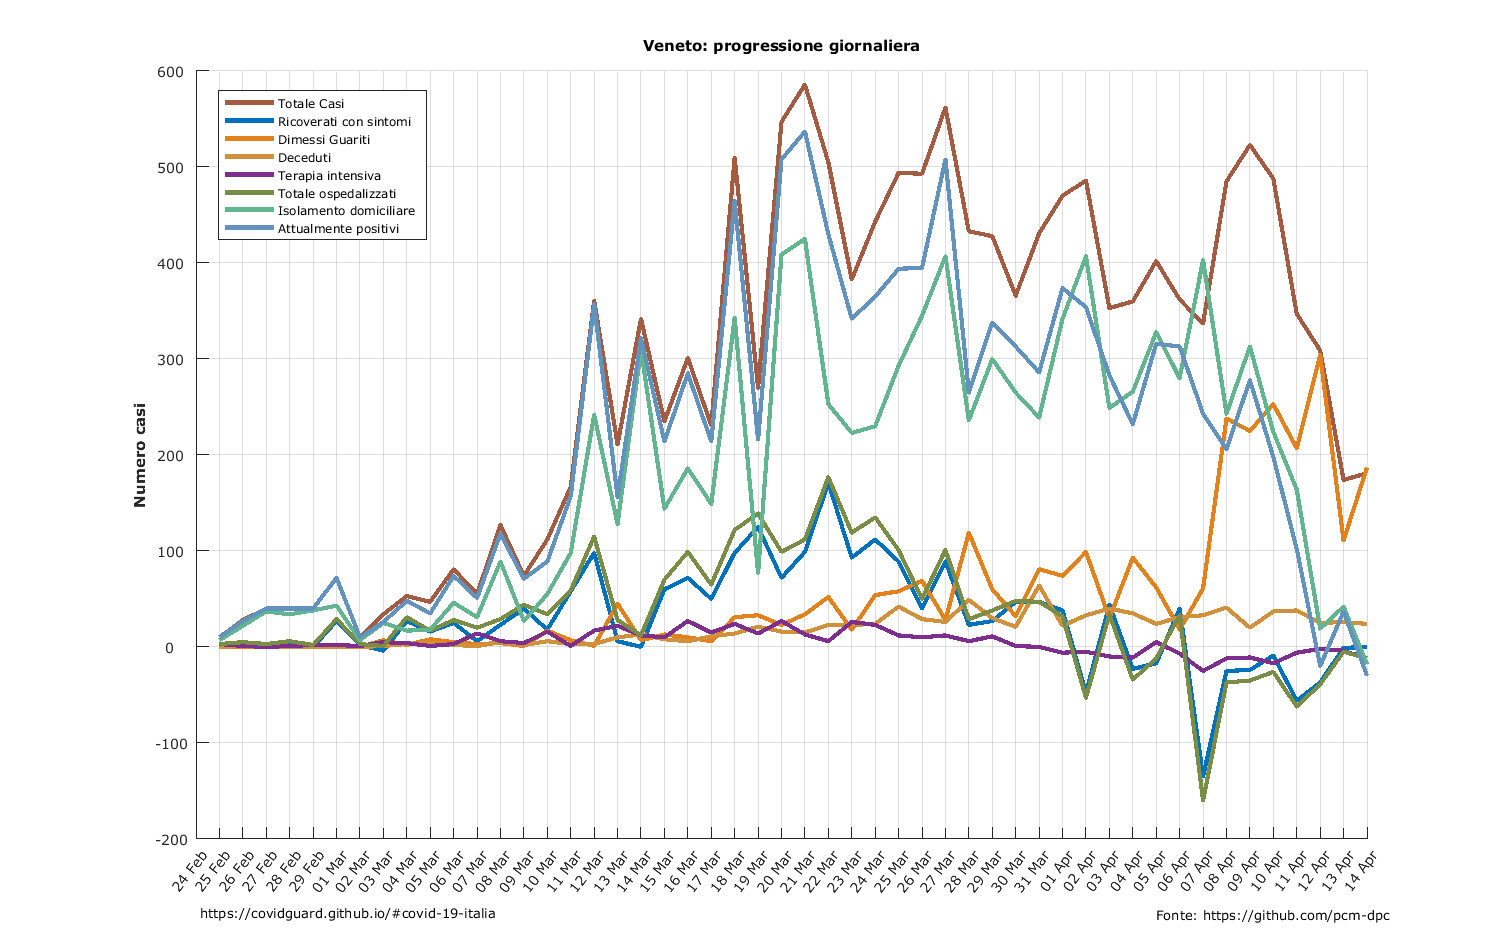 Veneto: progressione giornaliera
600
500
400
300
200
100
0
-100
-200
Numero casi
Totale Casi
Ricoverati con sintomi
Dimessi Guariti
Deceduti
Terapia intensiva
Totale ospedalizzati
Isolamento domiciliare
Attualmente positivi
24 Feb
25 Feb
26 Feb
27 Feb
28 Feb
29 Feb
01 Mar
02 Mar
03 Mar
04 Mar
05 Mar
06 Mar
07 Mar
08 Mar
09 Mar
10 Mar
11 Mar
12 Mar
13 Mar
14 Mar
15 Mar
16 Mar
17 Mar
18 Mar
19 Mar
20 Mar
21 Mar
22 Mar
23 Mar
24 Mar
25 Mar
26 Mar
27 Mar
28 Mar
29 Mar
30 Mar
31 Mar
01 Apr
02 Apr
03 Apr
04 Apr
05 Apr
06 Apr
07 Apr
08 Apr
09 Apr
10 Apr
11 Apr
12 Apr
13 Apr
14 Apr
https://covidguard.github.io/#covid-19-italia
Fonte: https://github.com/pcm-dpc